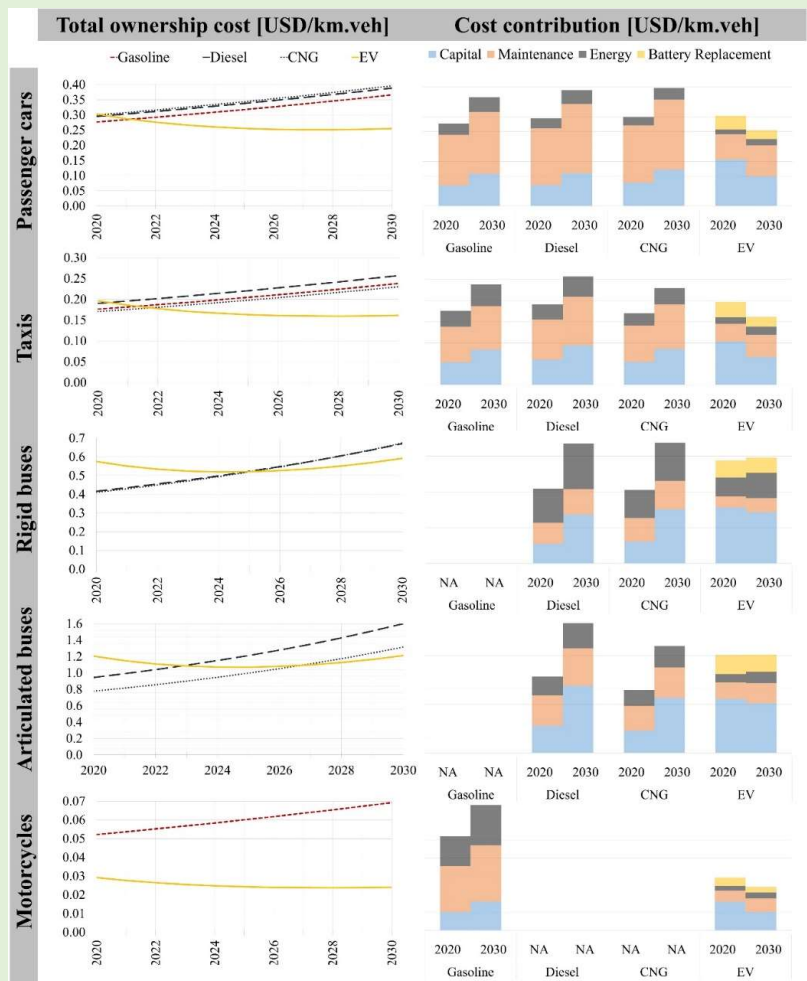 Total ownership cost [USD/km.veh]
Cost contribution [USD/km.veh]
Gasoline Diesel CNG EV
Capital Maintenance Energy Battery Replacement
Passenger cars
0.40
0.35
0.30
0.25
0.20
0.15
0.10
0.05
0.00
2020 2022 2024 2026 2028 2030
2020 2030 2020 2030 2020 2030 2020 2030
Gasoline Diesel CNG EV
Taxis
0.30
0.25
0.20
0.15
0.10
0.05
0.00
2020 2022 2024 2026 2028 2030
2020 2030 2020 2030 2020 2030 2020 2030
Gasoline Diesel CNG EV
Rigid buses
0.7
0.6
0.5
0.4
0.3
0.2
0.1
0.0
2020 2022 2024 2026 2028 2030
NA NA 2020 2030 2020 2030 2020 2030
Gasoline Diesel CNG EV
Articulated buses
1.6
1.4
1.2
1.0
0.8
0.6
0.4
0.2
0.0
2020 2022 2024 2026 2028 2030
NA NA 2020 2030 2020 2030 2020 2030
Gasoline Diesel CNG EV
Motorcycles
0.07
0.06
0.05
0.04
0.03
0.02
0.01
0.00
2020 2022 2024 2026 2028 2030
2020 2030 NA NA NA NA 2020 2030
Gasoline Diesel CNG EV